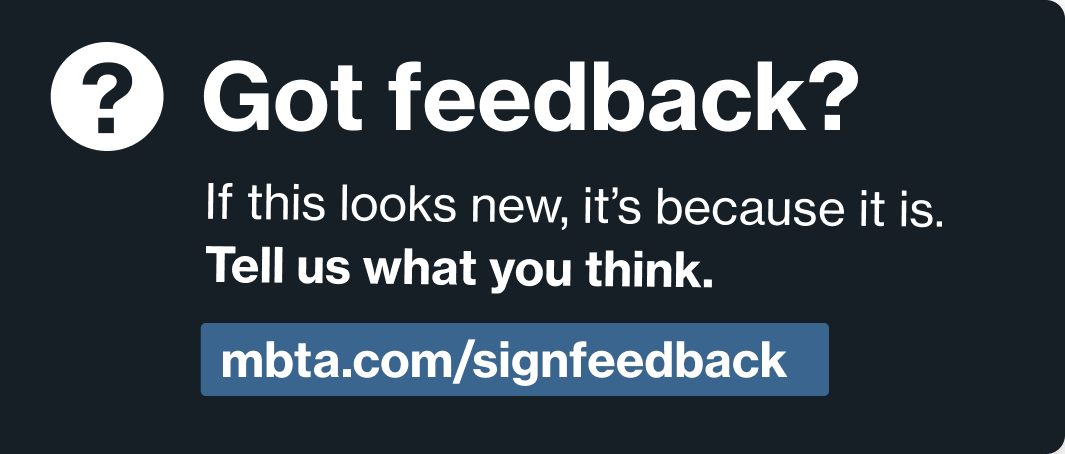 ? Got feedback?
If this looks new, it’s because it is.
Tell us what you think.
mbta.com/signfeedback